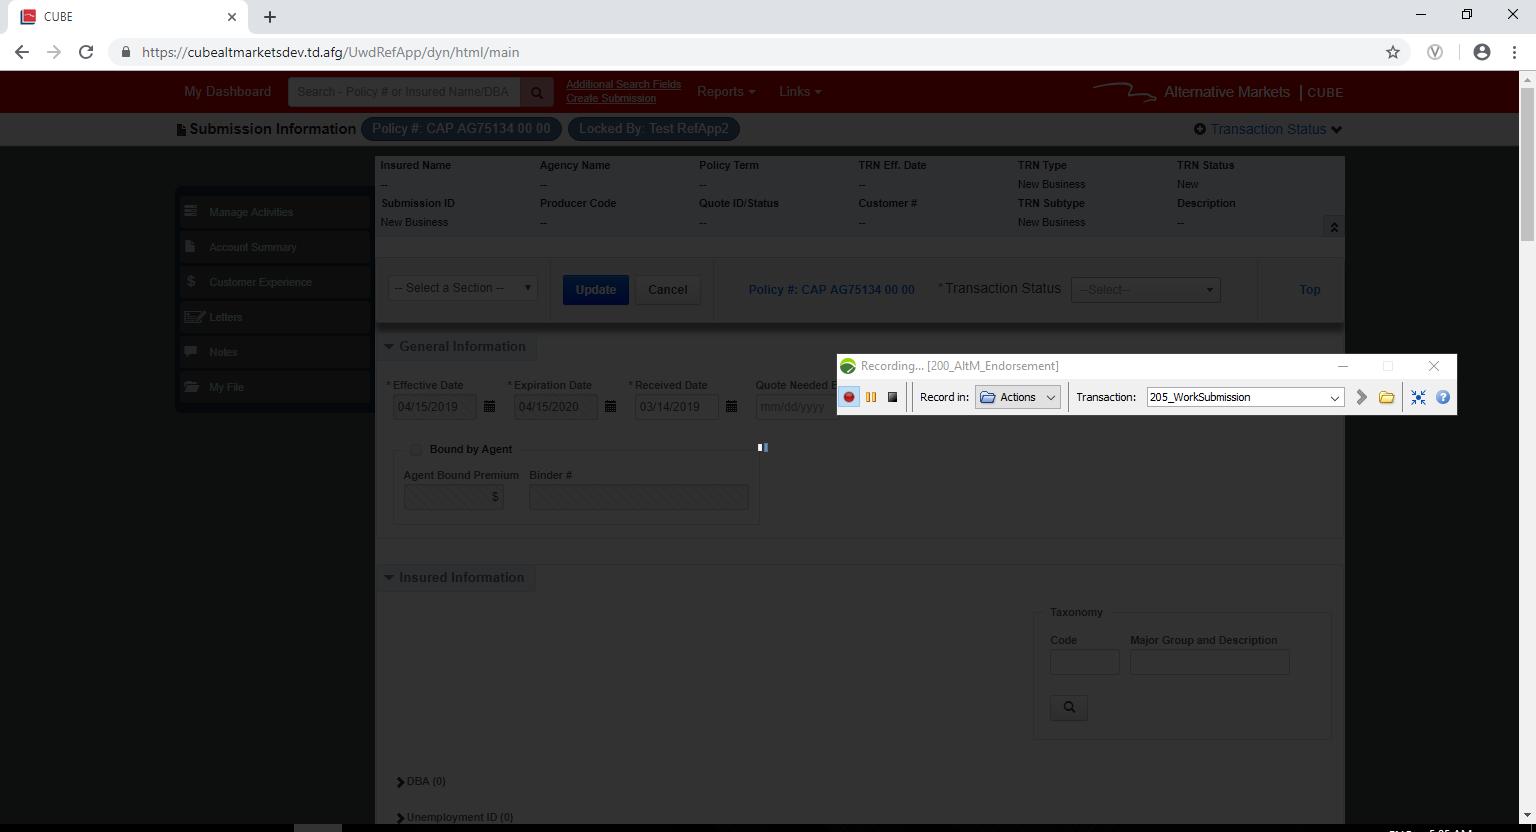 CUBE
https://cubealtmarketsdev.td.afg/UwdRefApp/dyn/html/main
My Dashboard
Search - Policy # or Insured Name/DBA
Additional Search Fields
Create Submission
Reports
Links
Alternative Markets | CUBE
Submission Information
Policy #: CAP AG75134 00 00
Locked By: Test RefApp2
Transaction Status
Insured Name Agency Name Policy Term TRN Eff. Date TRN Type TRN Status
-- -- -- -- New Business New
Submission ID Producer Code Quote ID/Status Customer # TRN Subtype Description
New Business -- -- -- New Business --
Manage Activities
Account Summary
$ Customer Experience
Letters
Notes
My File
-- Select a Section --
Update
Cancel
Policy #: CAP AG75134 00 00
*Transaction Status
--Select--
Top
General Information
Recording... [200_AltM_Endorsement]
Record in: Actions Transaction: 205_WorkSubmission ?
*Effective Date *Expiration Date *Received Date Quote Needed
04/15/2019 04/15/2020 03/14/2019 mm/dd/yyyy
Bound by Agent
Agent Bound Premium Binder #
$
Insured Information
Taxonomy
Code Major Group and Description
DBA (0)
Unemployment ID (0)